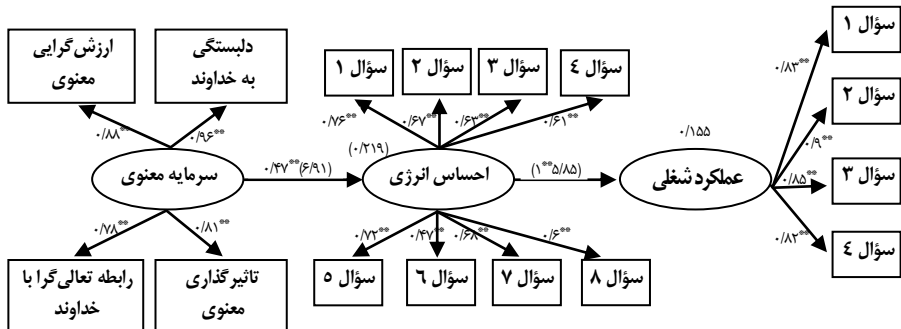 ارزش‌گرایی
معنوی
دلبستگی
به خداوند
۰/۸۸**
۰/۹۶**
سرمایه معنوی
۰/۷۸**
۰/۸۱**
رابطه تعالی‌گرا با
خداوند
تاثیرگذاری
معنوی
۰/۴۷**(۶/۹۱)
سؤال ۱
سؤال ۲
سؤال ۳
سؤال ٤
۰/۷۶**
۰/۶۷**
۰/۶۳**
۰/۶۱**
(۰/۲۱۹)
احساس انرژی
۰/۷۲**
۰/۴۷**
۰/۶۸**
۰/۶**
سؤال ٥
سؤال ٦
سؤال ۷
سؤال ۸
(۱**۵/۸۵)
۰/۱۵۵
عملکرد شغلی
۰/۸۳**
۰/۹**
۰/۸۵**
۰/۸۲**
سؤال ۱
سؤال ۲
سؤال ۳
سؤال ٤